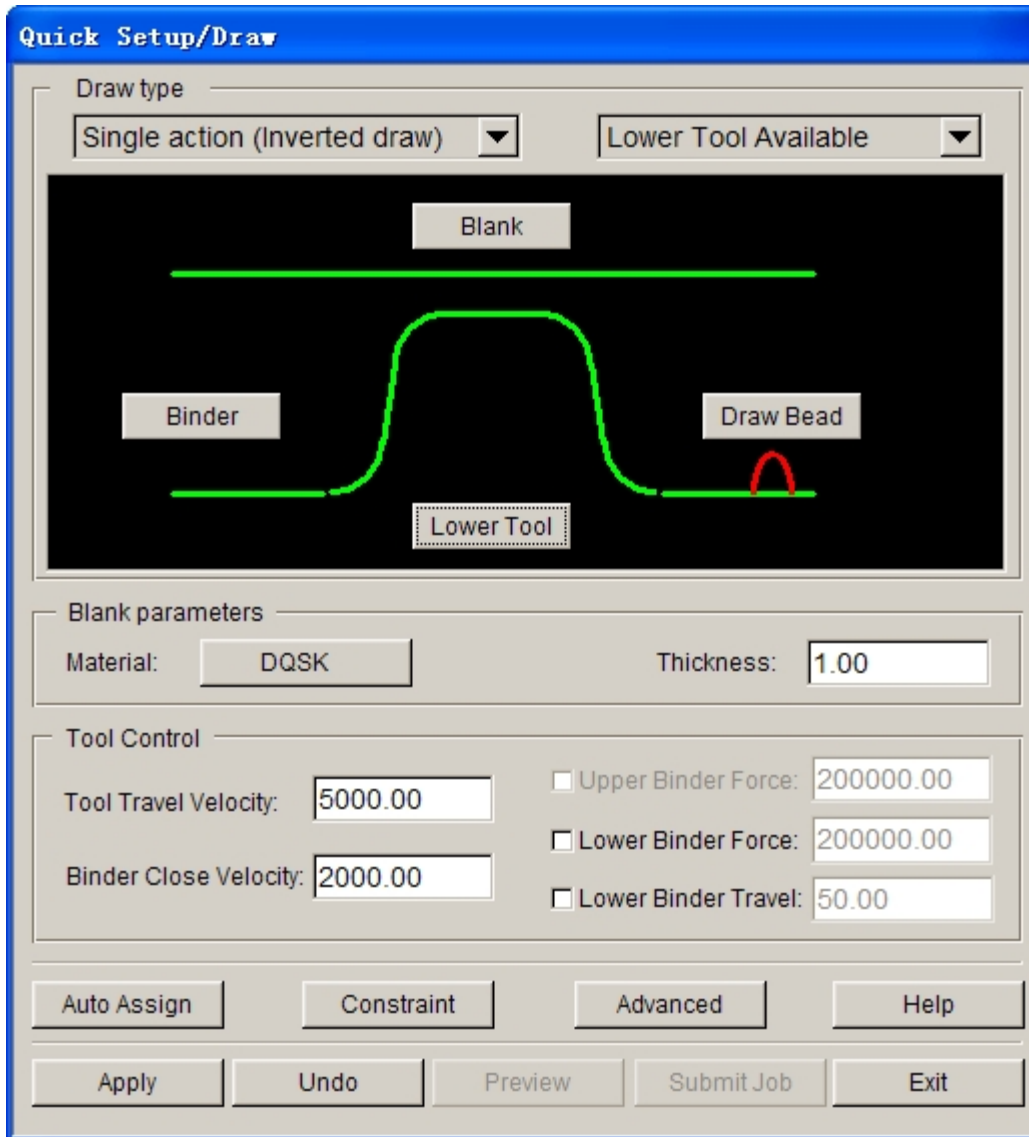 Quick Setup/Draw
Draw type
Single action (Inverted draw)
Lower Tool Available
Blank
Binder
Draw Bead
Lower Tool
Blank parameters
Material:
DQSK
Thickness:
1.00
Tool Control
Tool Travel Velocity:
5000.00
Upper Binder Force:
200000.00
Lower Binder Force:
200000.00
Binder Close Velocity:
2000.00
Lower Binder Travel:
50.00
Auto Assign
Constraint
Advanced
Help
Apply
Undo
Preview
Submit Job
Exit